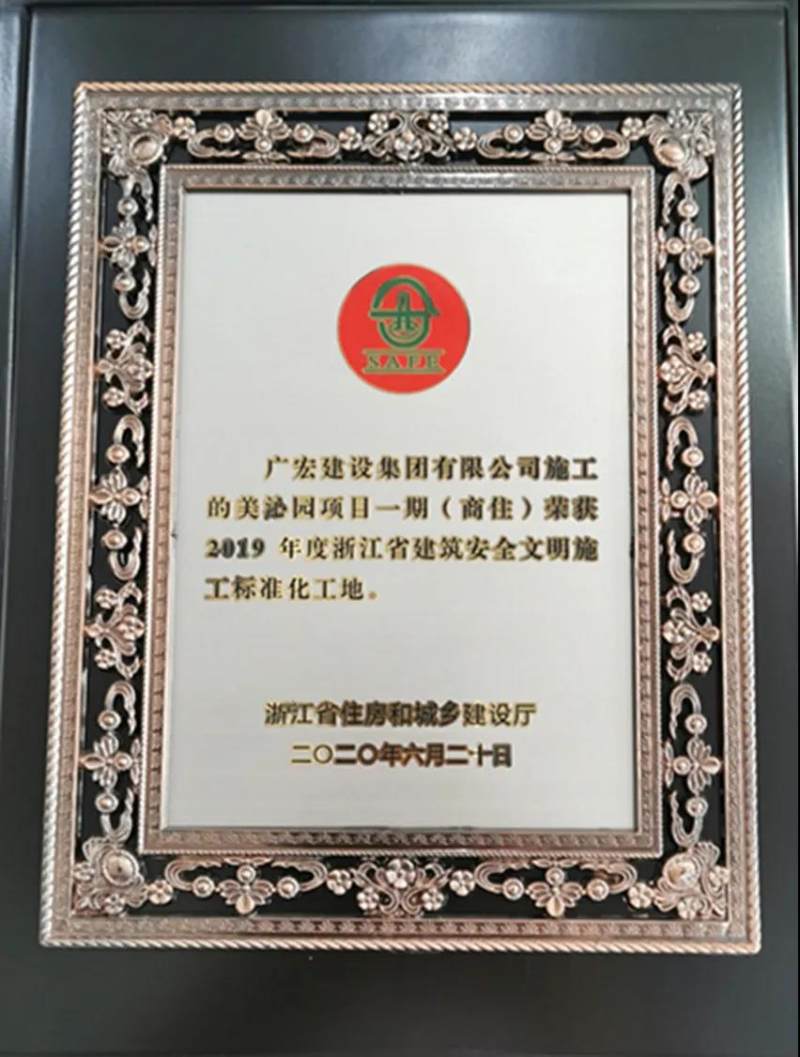 SAFE
广宏建设集团有限公司施工
的美沁园项目一期（商住）荣获
2019 年度浙江省建筑安全文明施
工标准化工地。
浙江省住房和城乡建设厅
二〇二〇年六月二十日